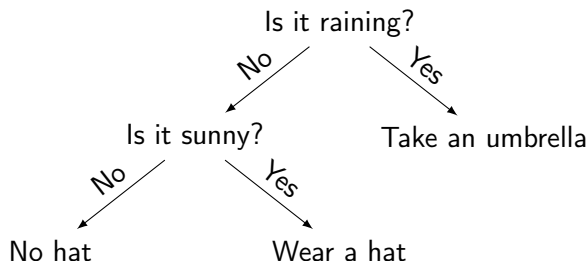 Is it raining?
No
Yes
Is it sunny?
Take an umbrella
No
Yes
No hat
Wear a hat